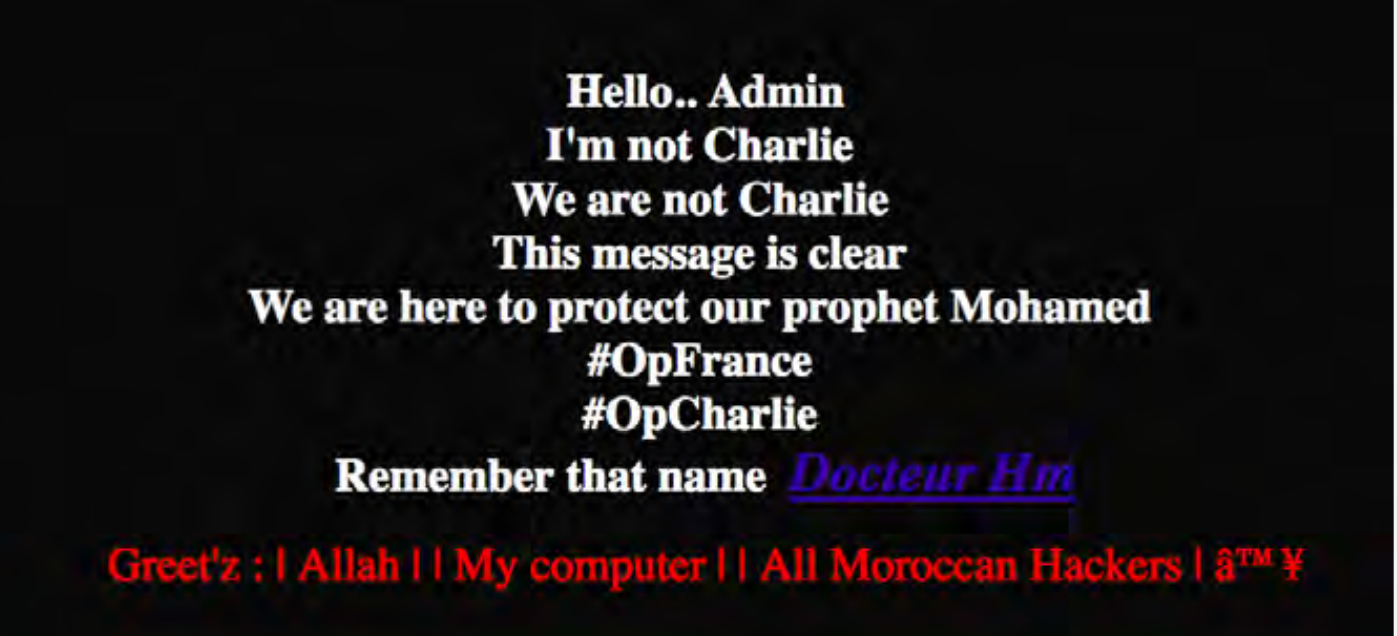 Hello.. Admin
I'm not Charlie
We are not Charlie
This message is clear
We are here to protect our prophet Mohamed
#OpFrance
#OpCharlie
Remember that name Docteur Hm
Greet'z : | Allah | | My computer | | All Moroccan Hackers | â™¥